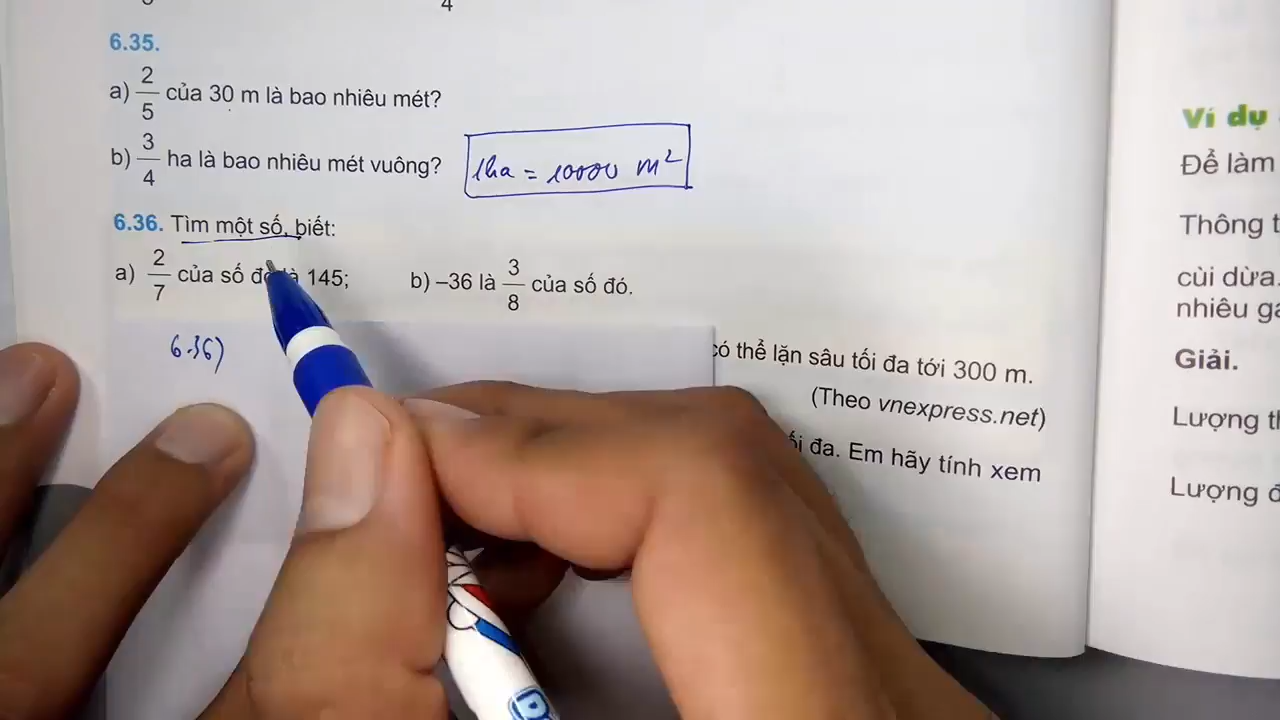 4
6.35.
a) 2/5 của 30 m là bao nhiêu mét?
b) 3/4 ha là bao nhiêu mét vuông?
1ha = 10000 m²
6.36. Tìm một số, biết:
a) 2/7 của số đó là 145;
b) –36 là 3/8 của số đó.
6.36)
có thể lặn sâu tối đa tới 300 m.
(Theo vnexpress.net)
đa. Em hãy tính xem
Ví dụ
Để làm
Thông
cùi dừa.
nhiêu
Giải.
Lượng
Lượng